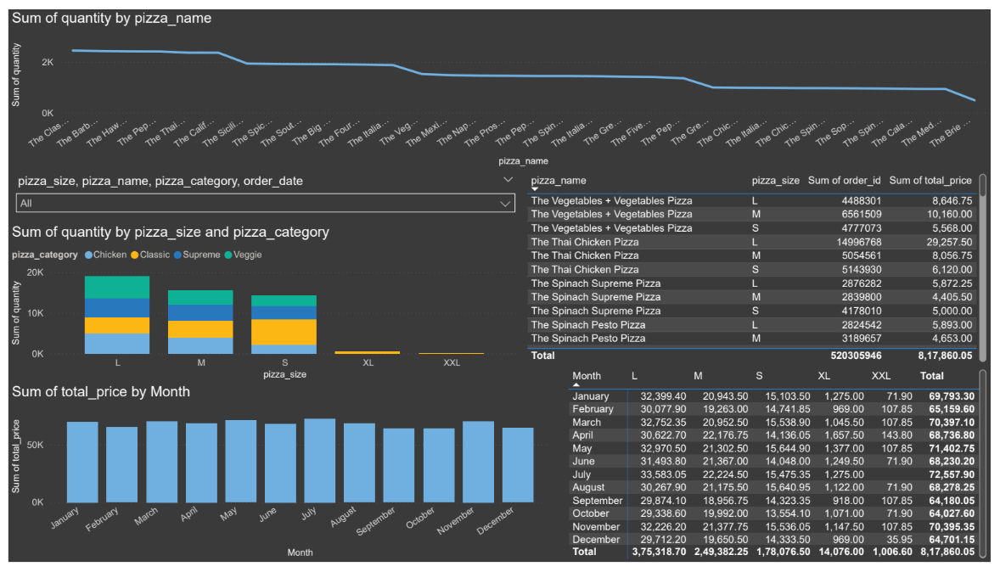 Sum of quantity by pizza_name
Sum of quantity
2K
0K
The Clas... The Barb... The Haw... The Pep... The Thai... The Calif... The Sicili... The Spic... The Sout... The Big ... The Four... The Italia... The Veg... The Mexi... The Nap... The Pros... The Pep... The Spin... The Italia... The Gre... The Five... The Pep... The Gre... The Chic... The Italia... The Chic... The Spin... The Sop... The Spin... The Cala... The Med... The Brie ...
pizza_name
pizza_size, pizza_name, pizza_category, order_date
All
Sum of quantity by pizza_size and pizza_category
pizza_category Chicken Classic Supreme Veggie
Sum of quantity
20K
10K
0K
L M S XL XXL
pizza_size
pizza_name pizza_size Sum of order_id Sum of total_price
The Vegetables + Vegetables Pizza L 4488301 8,646.75
The Vegetables + Vegetables Pizza M 6561509 10,160.00
The Vegetables + Vegetables Pizza S 4777073 5,568.00
The Thai Chicken Pizza L 14996768 29,257.50
The Thai Chicken Pizza M 5054561 8,056.75
The Thai Chicken Pizza S 5143930 6,120.00
The Spinach Supreme Pizza L 2876282 5,872.25
The Spinach Supreme Pizza M 2839800 4,405.50
The Spinach Supreme Pizza S 4178010 5,000.00
The Spinach Pesto Pizza L 2824542 5,893.00
The Spinach Pesto Pizza M 3189657 4,653.00
Total 520305946 8,17,860.05
Sum of total_price by Month
Sum of total_price
50K
0K
January February March April May June July August September October November December
Month
Month L M S XL XXL Total
January 32,399.40 20,943.50 15,103.50 1,275.00 71.90 69,793.30
February 30,077.90 19,263.00 14,741.85 969.00 107.85 65,159.60
March 32,752.35 20,952.50 15,538.90 1,045.50 107.85 70,397.10
April 30,622.70 22,176.75 14,136.05 1,657.50 143.80 68,736.80
May 32,970.50 21,302.50 15,644.90 1,377.00 107.85 71,402.75
June 31,493.80 21,367.00 14,048.00 1,249.50 71.90 68,230.20
July 33,583.05 22,224.50 15,475.35 1,275.00 72,557.90
August 30,267.90 21,175.50 15,640.95 1,122.00 71.90 68,278.25
September 29,874.10 18,956.75 14,323.35 918.00 107.85 64,180.05
October 29,338.60 19,992.00 13,554.10 1,071.00 71.90 64,027.60
November 32,226.20 21,377.75 15,536.05 1,147.50 107.85 70,395.35
December 29,712.20 19,650.50 14,333.50 969.00 35.95 64,701.15
Total 3,75,318.70 2,49,382.25 1,78,076.50 14,076.00 1,006.60 8,17,860.05